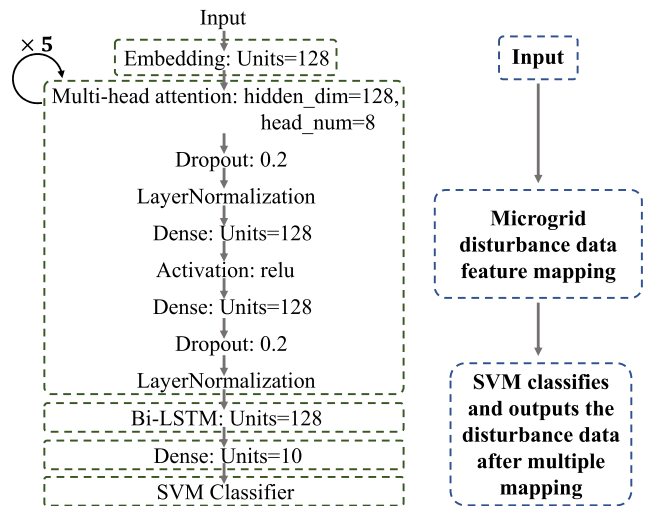 Input
× 5
Embedding: Units=128
Multi-head attention: hidden_dim=128,
head_num=8
Dropout: 0.2
LayerNormalization
Dense: Units=128
Activation: relu
Dense: Units=128
Dropout: 0.2
LayerNormalization
Bi-LSTM: Units=128
Dense: Units=10
SVM Classifier
Input
Microgrid
disturbance data
feature mapping
SVM classifies
and outputs the
disturbance data
after multiple
mapping